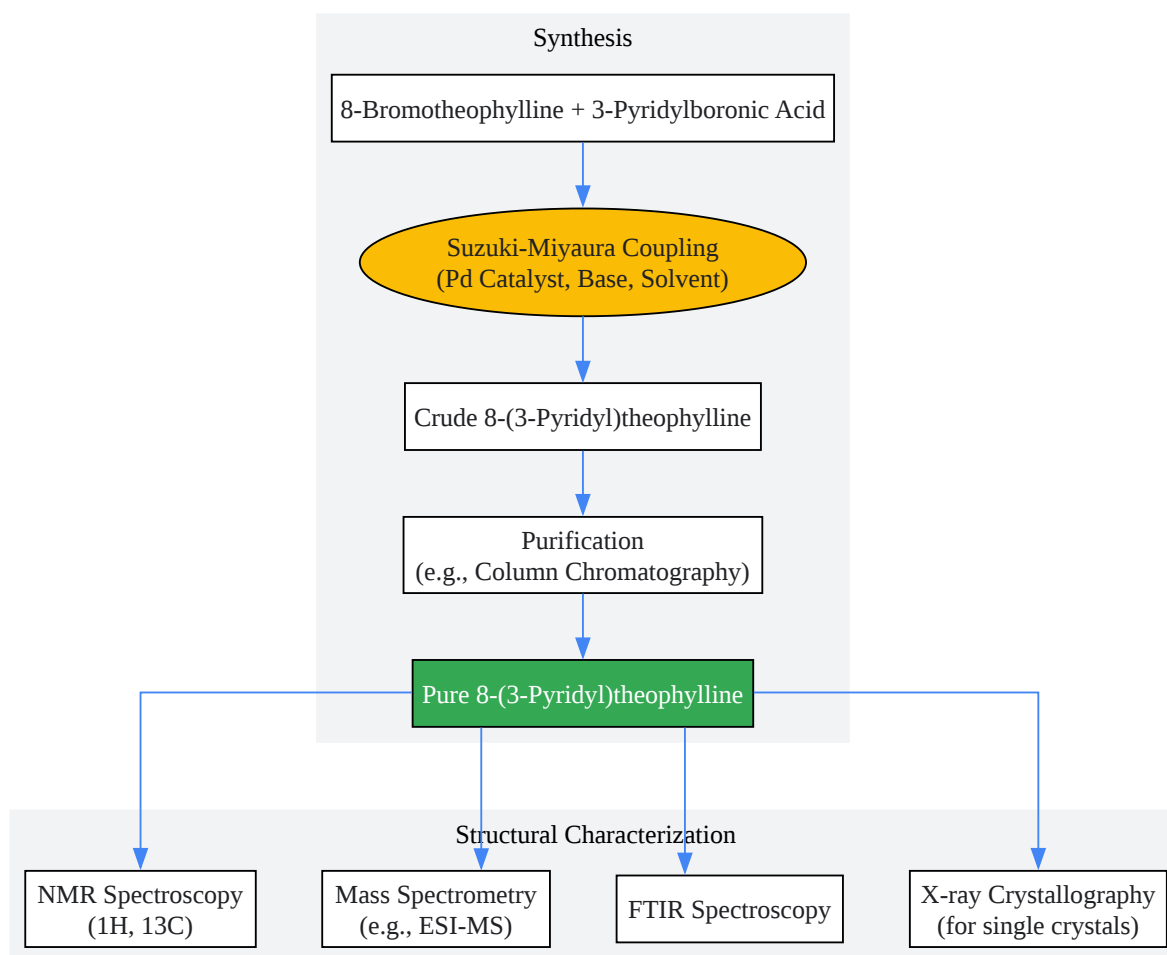 Synthesis
8-Bromotheophylline + 3-Pyridylboronic Acid
Suzuki-Miyaura Coupling
(Pd Catalyst, Base, Solvent)
Crude 8-(3-Pyridyl)theophylline
Purification
(e.g., Column Chromatography)
Pure 8-(3-Pyridyl)theophylline
Structural Characterization
NMR Spectroscopy
(1H, 13C)
Mass Spectrometry
(e.g., ESI-MS)
FTIR Spectroscopy
X-ray Crystallography
(for single crystals)